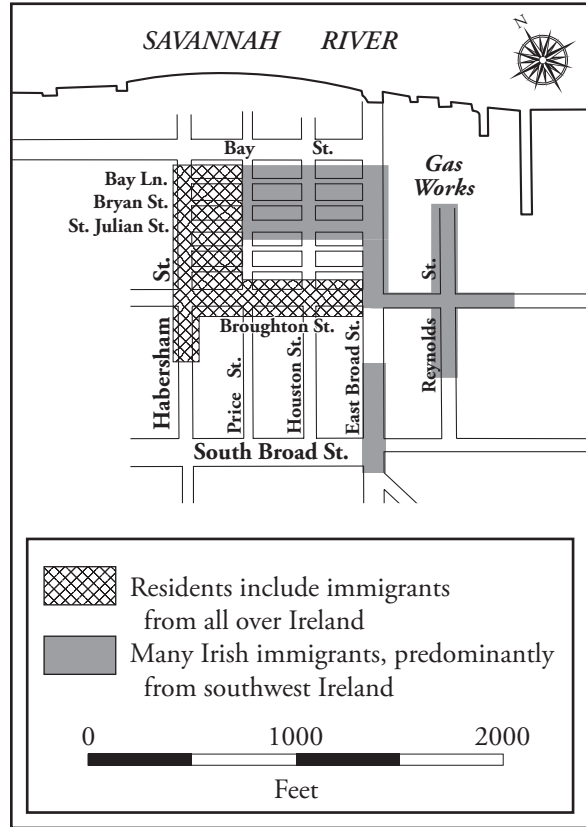 SAVANNAH RIVER
N
Bay St.
Bay Ln.
Bryan St.
St. Julian St.
Gas
Works
Habersham St.
Broughton St.
Price St.
Houston St.
East Broad St.
Reynolds St.
South Broad St.
Residents include immigrants
from all over Ireland
Many Irish immigrants, predominantly
from southwest Ireland
0 1000 2000
Feet